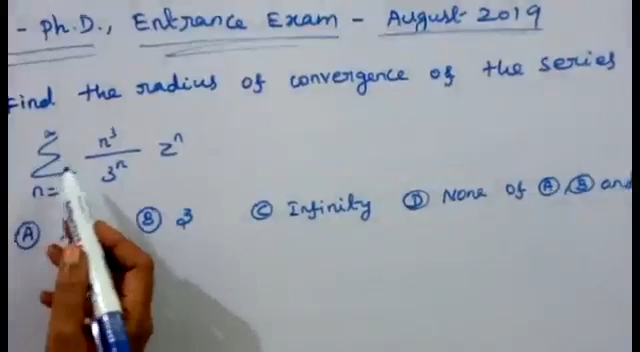 - Ph.D., Entrance Exam - August 2019
Find the radius of convergence of the series
∞
∑ n³/3ⁿ zⁿ
n=
(A) (B) 3 (C) Infinity (D) None of (A), (B) and